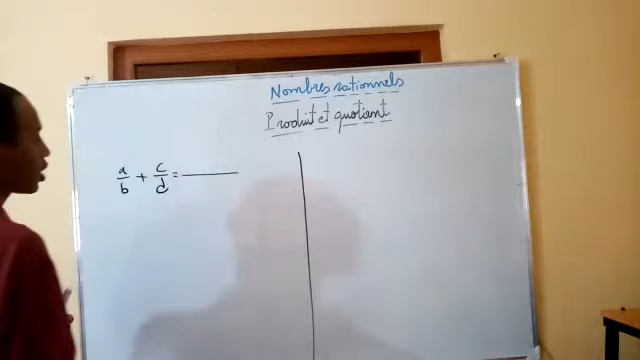 Nombres rationnels
Produit et quotient
a/b + c/d = ───